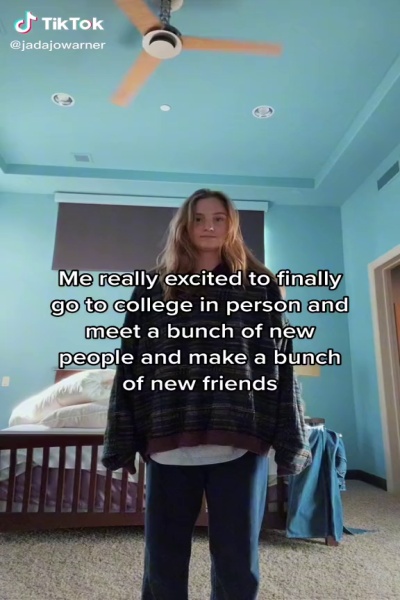 TikTok
@jadajowarner
Me really excited to finally
go to college in person and
meet a bunch of new
people and make a bunch
of new friends